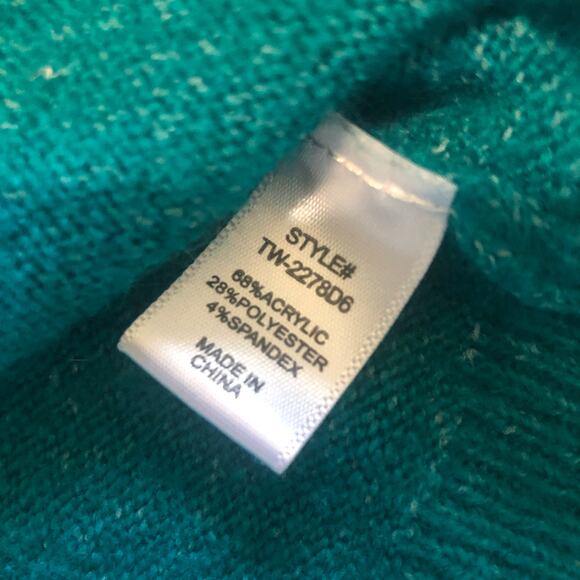 STYLE#
TW-2278D6
68%ACRYLIC
28%POLYESTER
4%SPANDEX
MADE IN
CHINA